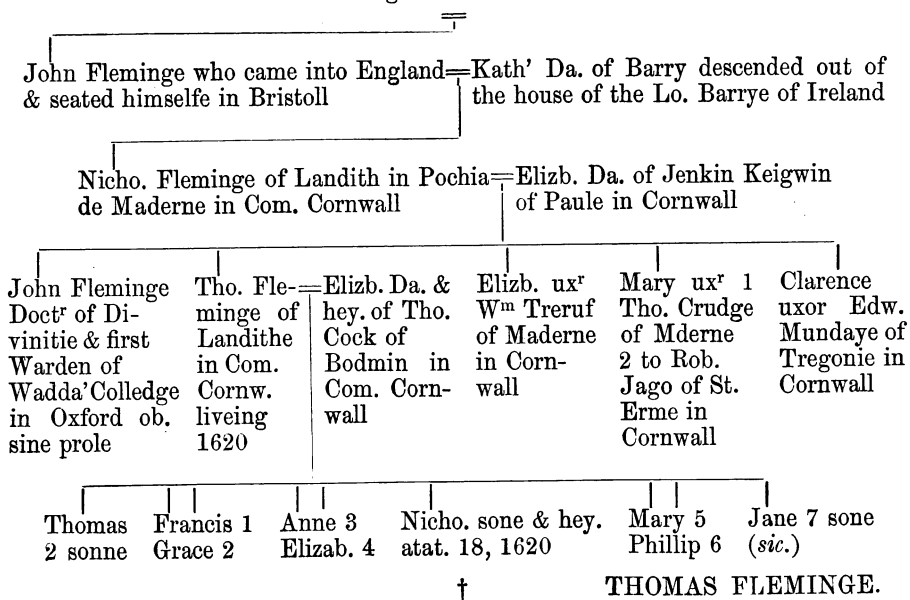 John Fleminge who came into England
& seated himselfe in Bristoll
Kath' Da. of Barry descended out of
the house of the Lo. Barrye of Ireland
Nicho. Fleminge of Landith in Pochia
de Maderne in Com. Cornwall
Elizb. Da. of Jenkin Keigwin
of Paule in Cornwall
John Fleminge
Doctʳ of Di-
vinitie & first
Warden of
Wadda' Colledge
in Oxford ob.
sine prole
Tho. Fle-
minge of
Landithe
in Com.
Cornw.
liveing
1620
Elizb. Da. &
hey. of Tho.
Cock of
Bodmin in
Com. Corn-
wall
Elizb. uxʳ
Wᵐ Treruf
of Maderne
in Corn-
wall
Mary uxʳ 1
Tho. Crudge
of Mderne
2 to Rob.
Jago of St.
Erme in
Cornwall
Clarence
uxor Edw.
Mundaye of
Tregonie in
Cornwall
Thomas
2 sonne
Francis 1
Grace 2
Anne 3
Elizab. 4
Nicho. sone & hey.
atat. 18, 1620
Mary 5
Phillip 6
Jane 7 sone
(sic.)
† THOMAS FLEMINGE.